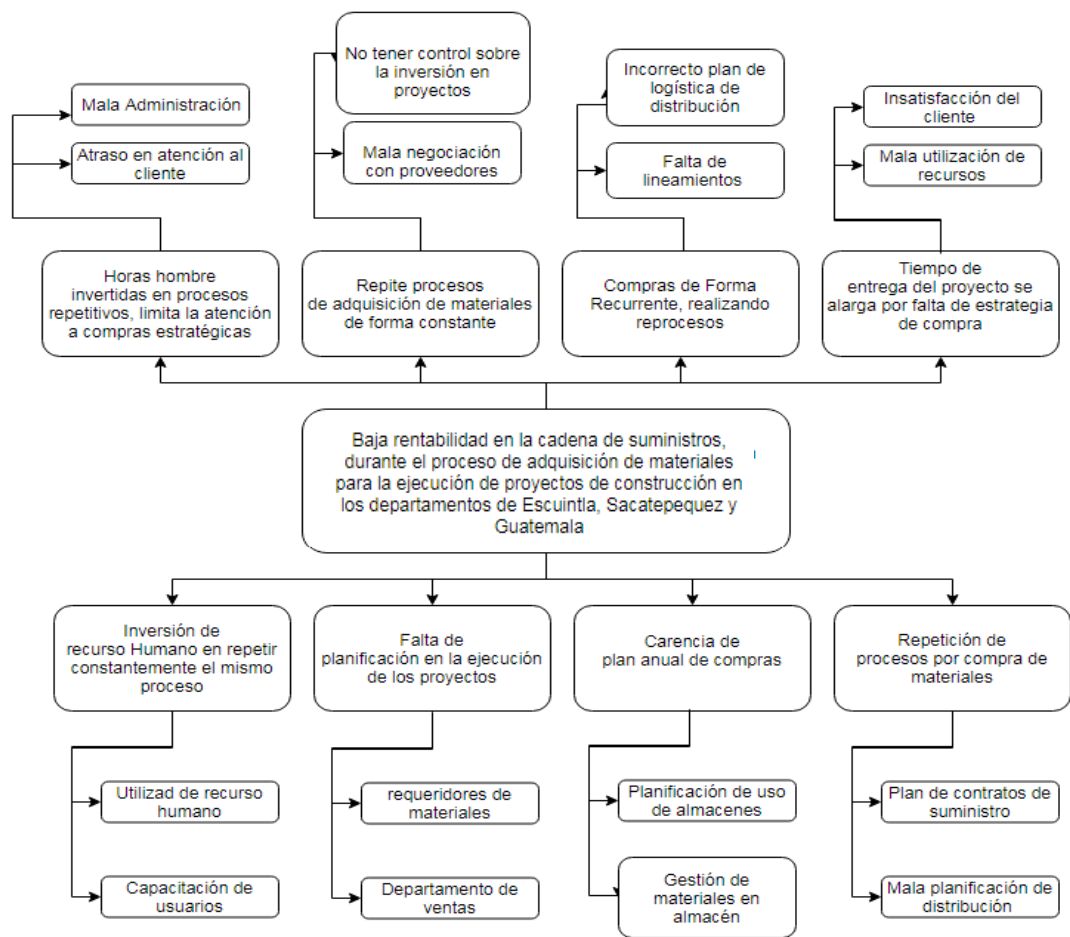 No tener control sobre
la inversión en
proyectos
Incorrecto plan de
logística de
distribución
Mala Administración
Insatisfacción del
cliente
Atraso en atención al
cliente
Mala negociación
con proveedores
Falta de
lineamientos
Mala utilización de
recursos
Horas hombre
invertidas en procesos
repetitivos, limita la atención
a compras estratégicas
Repite procesos
de adquisición de materiales
de forma constante
Compras de Forma
Recurrente, realizando
reprocesos
Tiempo de
entrega del proyecto se
alarga por falta de estrategia
de compra
Baja rentabilidad en la cadena de suministros,
durante el proceso de adquisición de materiales
para la ejecución de proyectos de construcción en
los departamentos de Escuintla, Sacatepequez y
Guatemala
Inversión de
recurso Humano en repetir
constantemente el mismo
proceso
Falta de
planificación en la ejecución
de los proyectos
Carencia de
plan anual de compras
Repetición de
procesos por compra de
materiales
Utilizad de recurso
humano
requeridores de
materiales
Planificación de uso
de almacenes
Plan de contratos de
suministro
Capacitación de
usuarios
Departamento de
ventas
Gestión de
materiales en
almacén
Mala planificación de
distribución